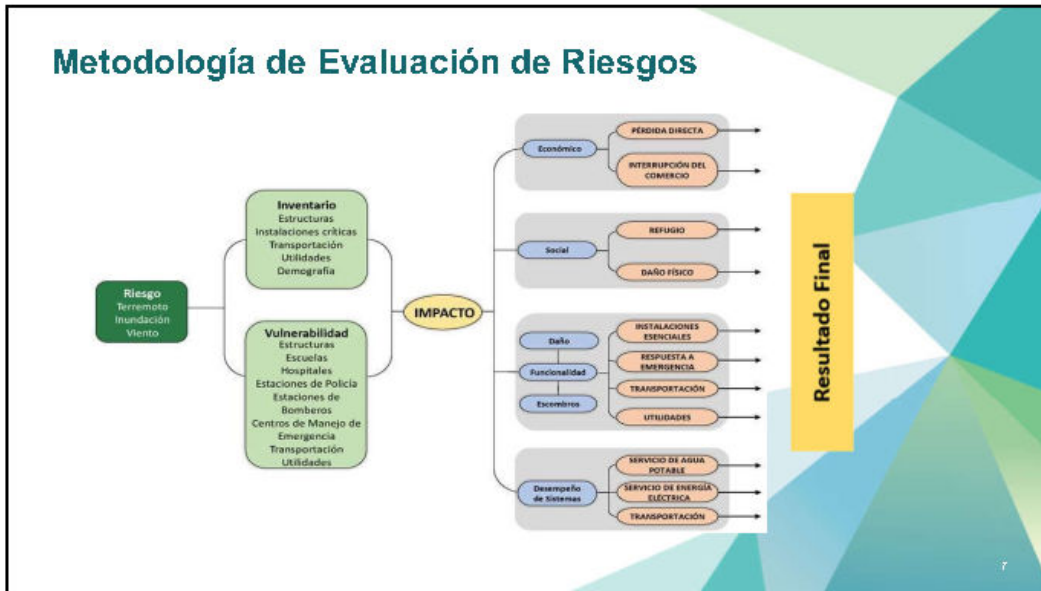 Metodología de Evaluación de Riesgos
Riesgo
Terremoto
Inundación
Viento
Inventario
Estructuras
Instalaciones críticas
Transportación
Utilidades
Demografía
Vulnerabilidad
Estructuras
Escuelas
Hospitales
Estaciones de Policía
Estaciones de
Bomberos
Centros de Manejo de
Emergencia
Transportación
Utilidades
IMPACTO
Económico
PÉRDIDA DIRECTA
INTERRUPCIÓN DEL
COMERCIO
Social
REFUGIO
DAÑO FÍSICO
Daño
Funcionalidad
Escombros
INSTALACIONES
ESENCIALES
RESPUESTA A
EMERGENCIA
TRANSPORTACIÓN
UTILIDADES
Desempeño
de Sistemas
SERVICIO DE AGUA
POTABLE
SERVICIO DE ENERGÍA
ELÉCTRICA
TRANSPORTACIÓN
Resultado Final
7